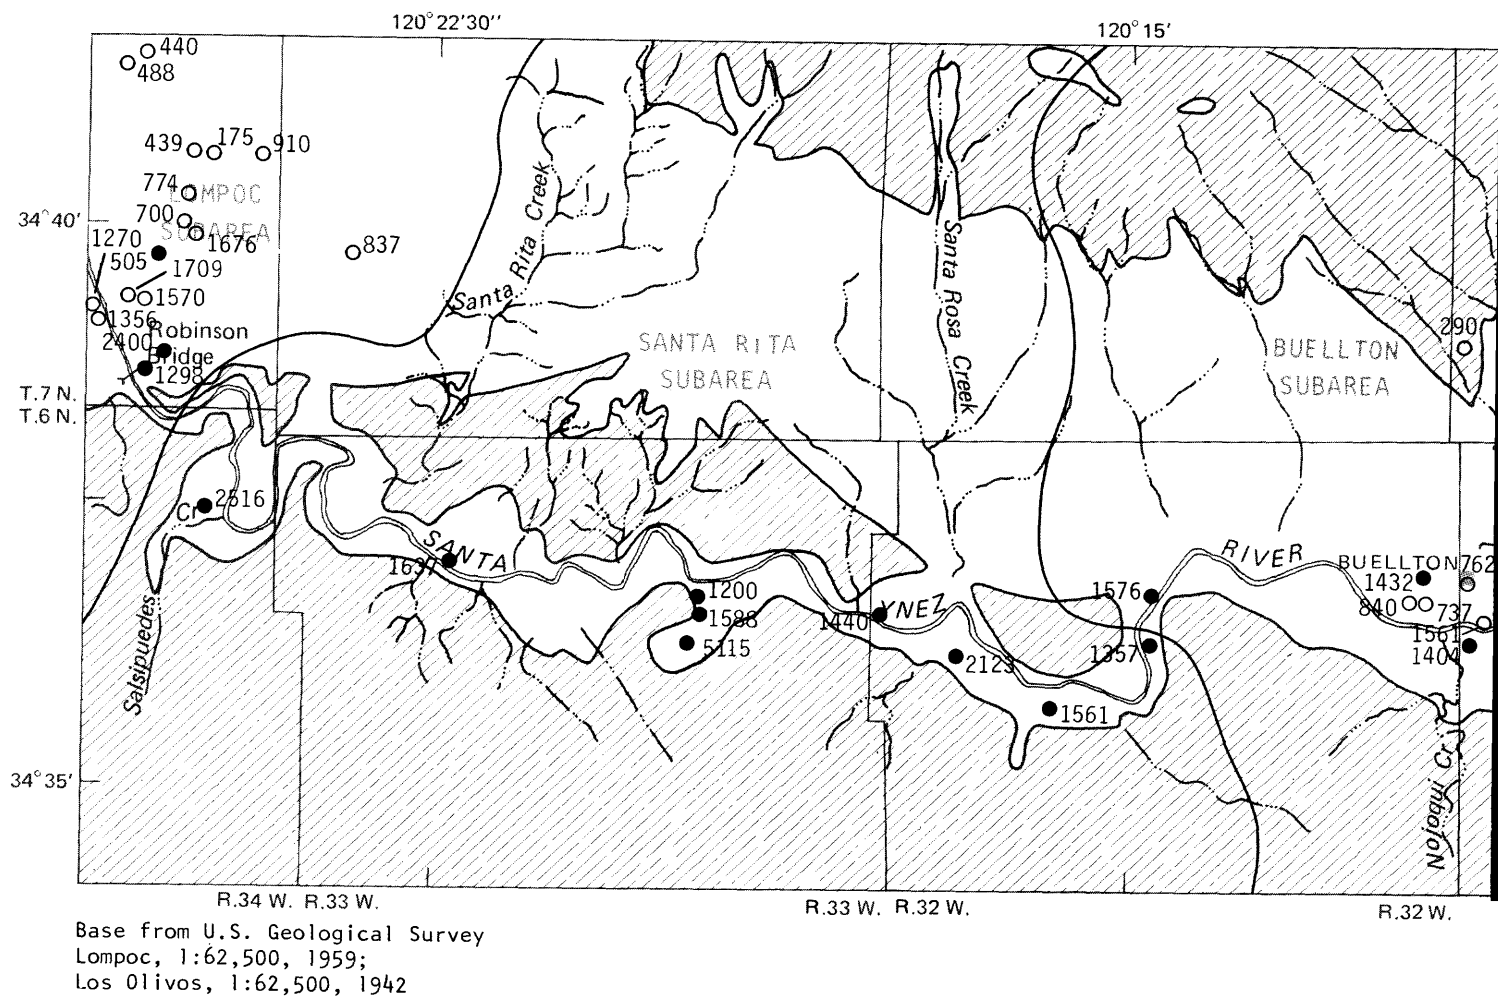 120°22'30''
120°15'
440
488
439
175
910
774
LOMPOC
34°40'
700
SUBAREA
1676
1270
837
505
1709
1570
1356
Robinson
2400
Bridge
1298
Santa Rita Creek
Santa
Santa Rosa Creek
SANTA RITA
SUBAREA
290
BUELLTON
SUBAREA
T.7 N.
T.6 N.
Cr
2516
SANTA
1637
RIVER
BUELLTON
762
1432
1576
1200
840
737
1588
1440
YNEZ
1561
5115
2123
1357
1404
Salsipuedes
1561
Nojoqui Cr
34°35'
R.34 W.
R.33 W.
R.33 W.
R.32 W.
R.32 W.
Base from U.S. Geological Survey
Lompoc, 1:62,500, 1959;
Los Olivos, 1:62,500, 1942